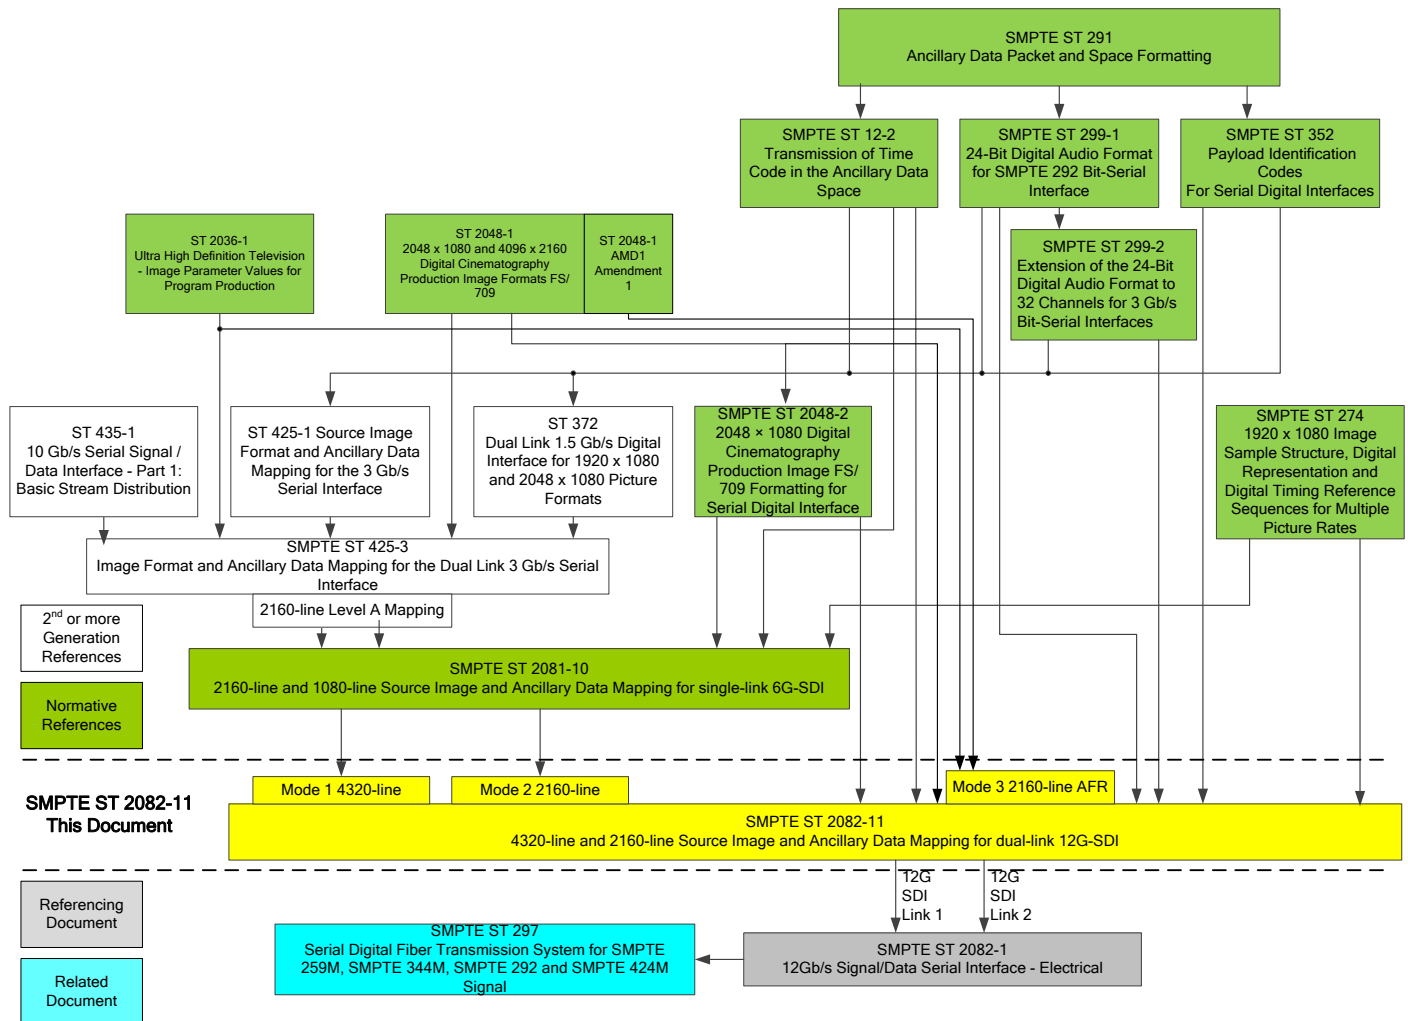 SMPTE ST 291
Ancillary Data Packet and Space Formatting
SMPTE ST 12-2
Transmission of Time
Code in the Ancillary Data
Space
SMPTE ST 299-1
24-Bit Digital Audio Format
for SMPTE 292 Bit-Serial
Interface
SMPTE ST 352
Payload Identification
Codes
For Serial Digital Interfaces
ST 2036-1
Ultra High Definition Television
- Image Parameter Values for
Program Production
ST 2048-1
2048 x 1080 and 4096 x 2160
Digital Cinematography
Production Image Formats FS/
709
ST 2048-1
AMD1
Amendment
1
SMPTE ST 299-2
Extension of the 24-Bit
Digital Audio Format to
32 Channels for 3 Gb/s
Bit-Serial Interfaces
ST 435-1
10 Gb/s Serial Signal /
Data Interface - Part 1:
Basic Stream Distribution
ST 425-1 Source Image
Format and Ancillary Data
Mapping for the 3 Gb/s
Serial Interface
ST 372
Dual Link 1.5 Gb/s Digital
Interface for 1920 x 1080
and 2048 x 1080 Picture
Formats
SMPTE ST 2048-2
2048 × 1080 Digital
Cinematography
Production Image FS/
709 Formatting for
Serial Digital Interface
SMPTE ST 274
1920 x 1080 Image
Sample Structure, Digital
Representation and
Digital Timing Reference
Sequences for Multiple
Picture Rates
SMPTE ST 425-3
Image Format and Ancillary Data Mapping for the Dual Link 3 Gb/s Serial
Interface
2160-line Level A Mapping
2nd or more
Generation
References
Normative
References
SMPTE ST 2081-10
2160-line and 1080-line Source Image and Ancillary Data Mapping for single-link 6G-SDI
SMPTE ST 2082-11
This Document
Mode 1 4320-line
Mode 2 2160-line
Mode 3 2160-line AFR
SMPTE ST 2082-11
4320-line and 2160-line Source Image and Ancillary Data Mapping for dual-link 12G-SDI
12G
SDI
Link 1
12G
SDI
Link 2
Referencing
Document
Related
Document
SMPTE ST 297
Serial Digital Fiber Transmission System for SMPTE
259M, SMPTE 344M, SMPTE 292 and SMPTE 424M
Signal
SMPTE ST 2082-1
12Gb/s Signal/Data Serial Interface - Electrical